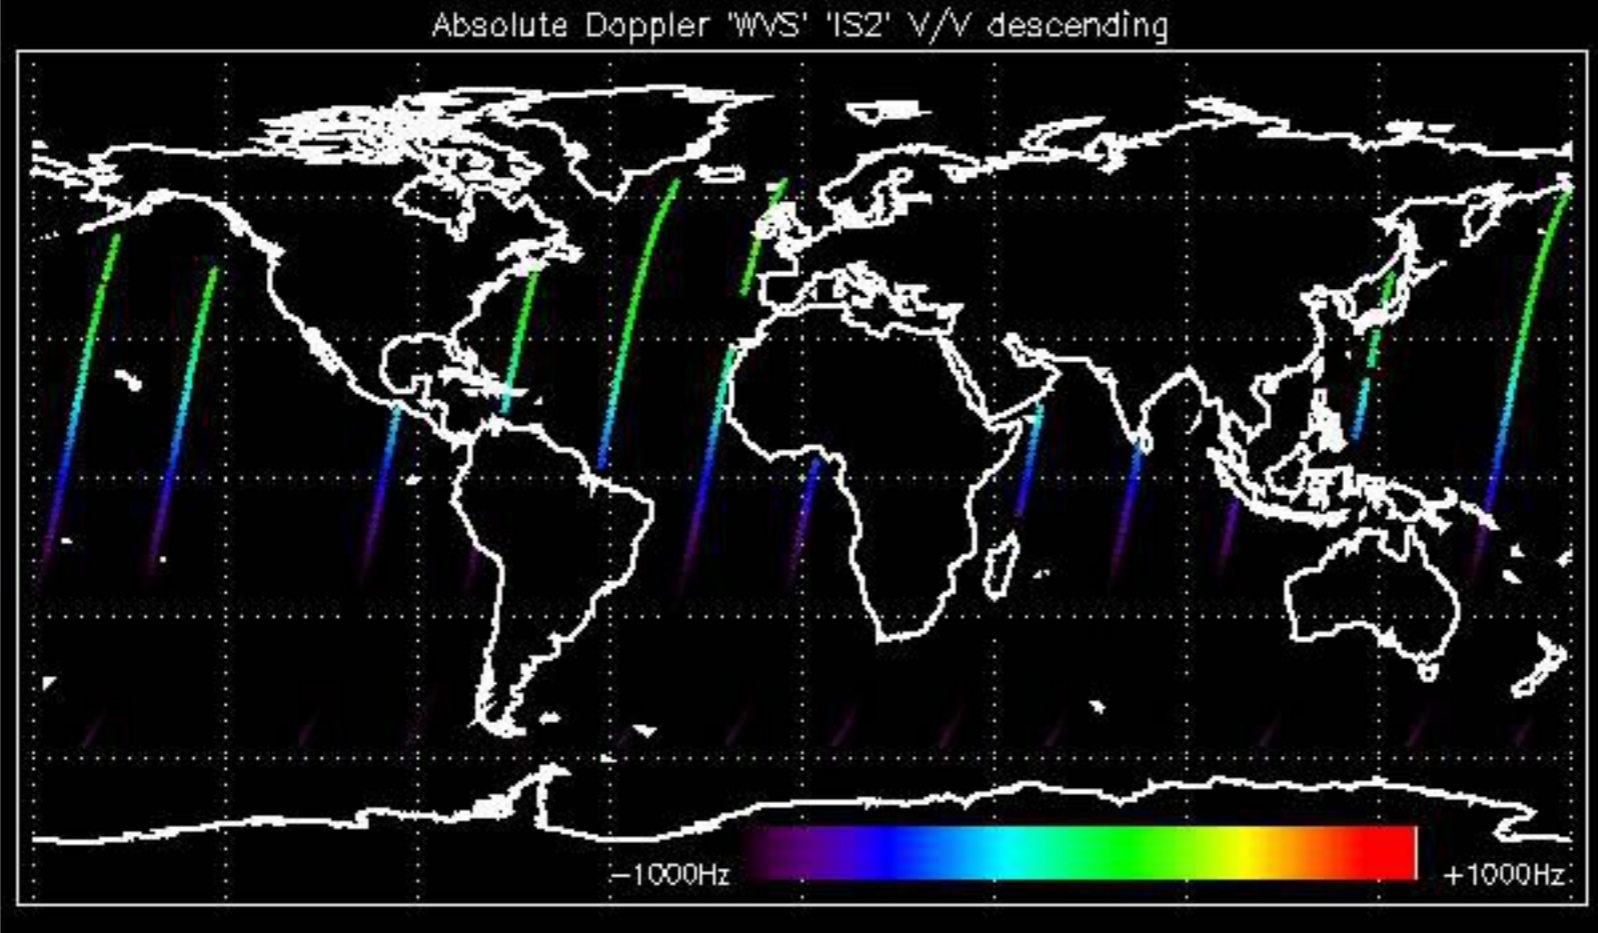 Absolute Doppler 'WVS' 'IS2' V/V descending
−1000Hz +1000Hz